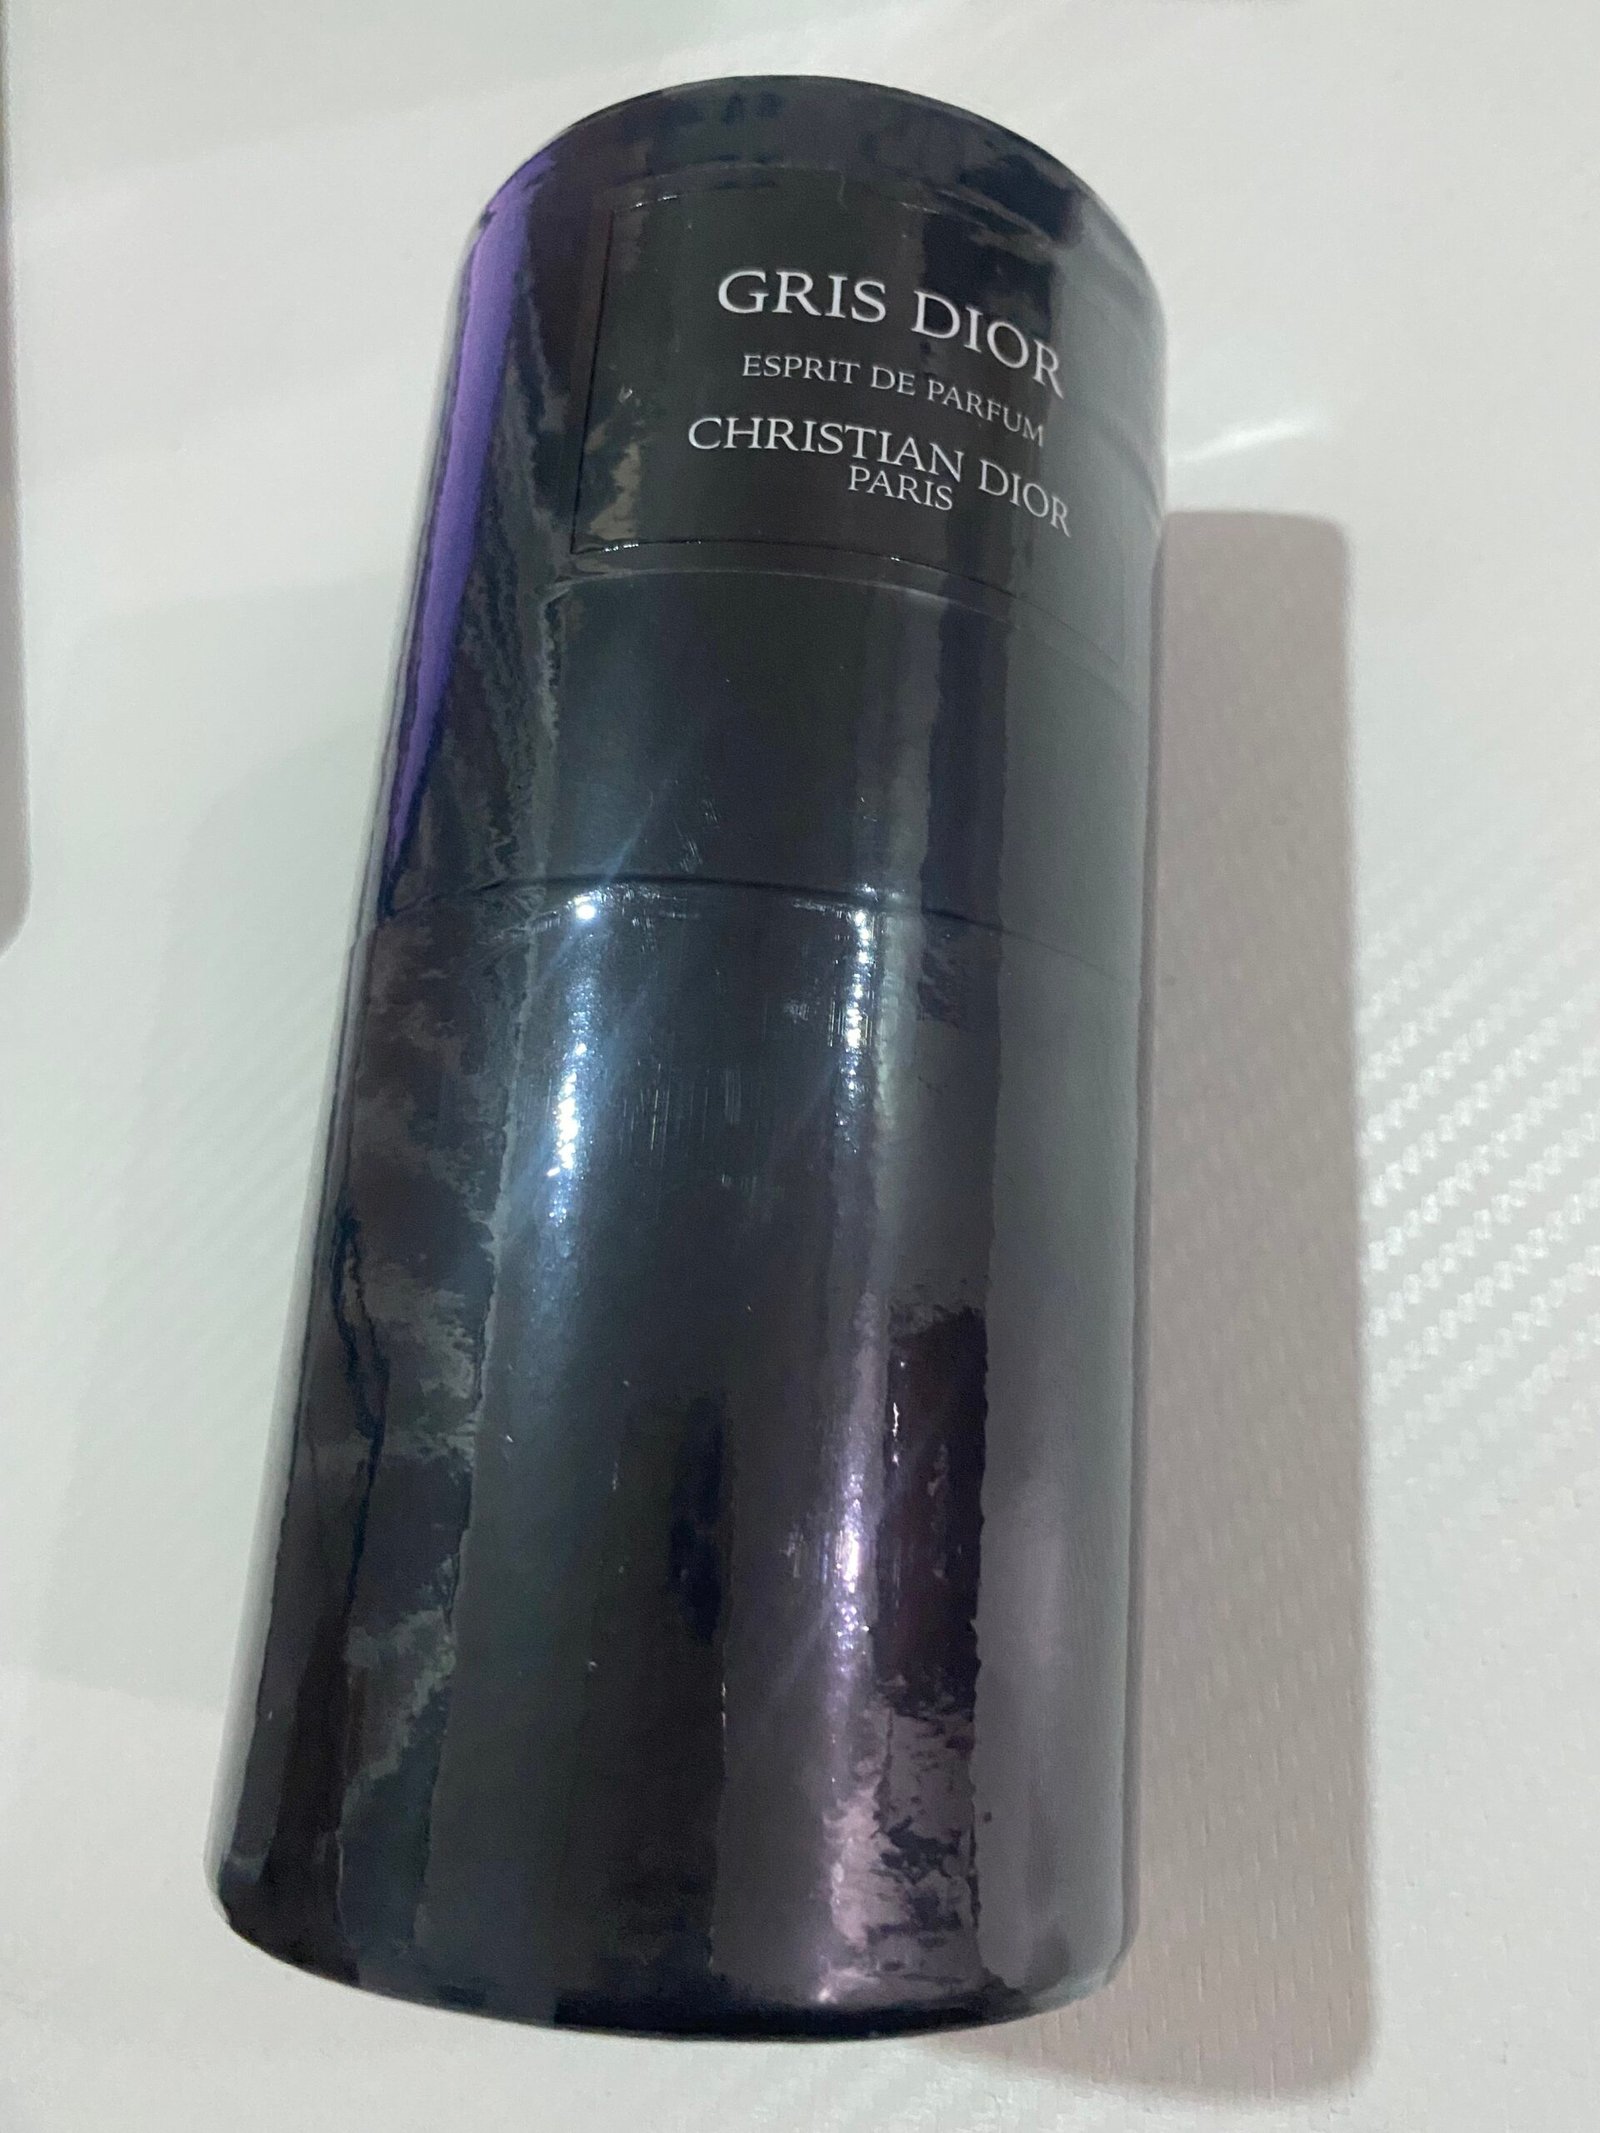 GRIS DIOR
ESPRIT DE PARFUM
CHRISTIAN DIOR
PARIS